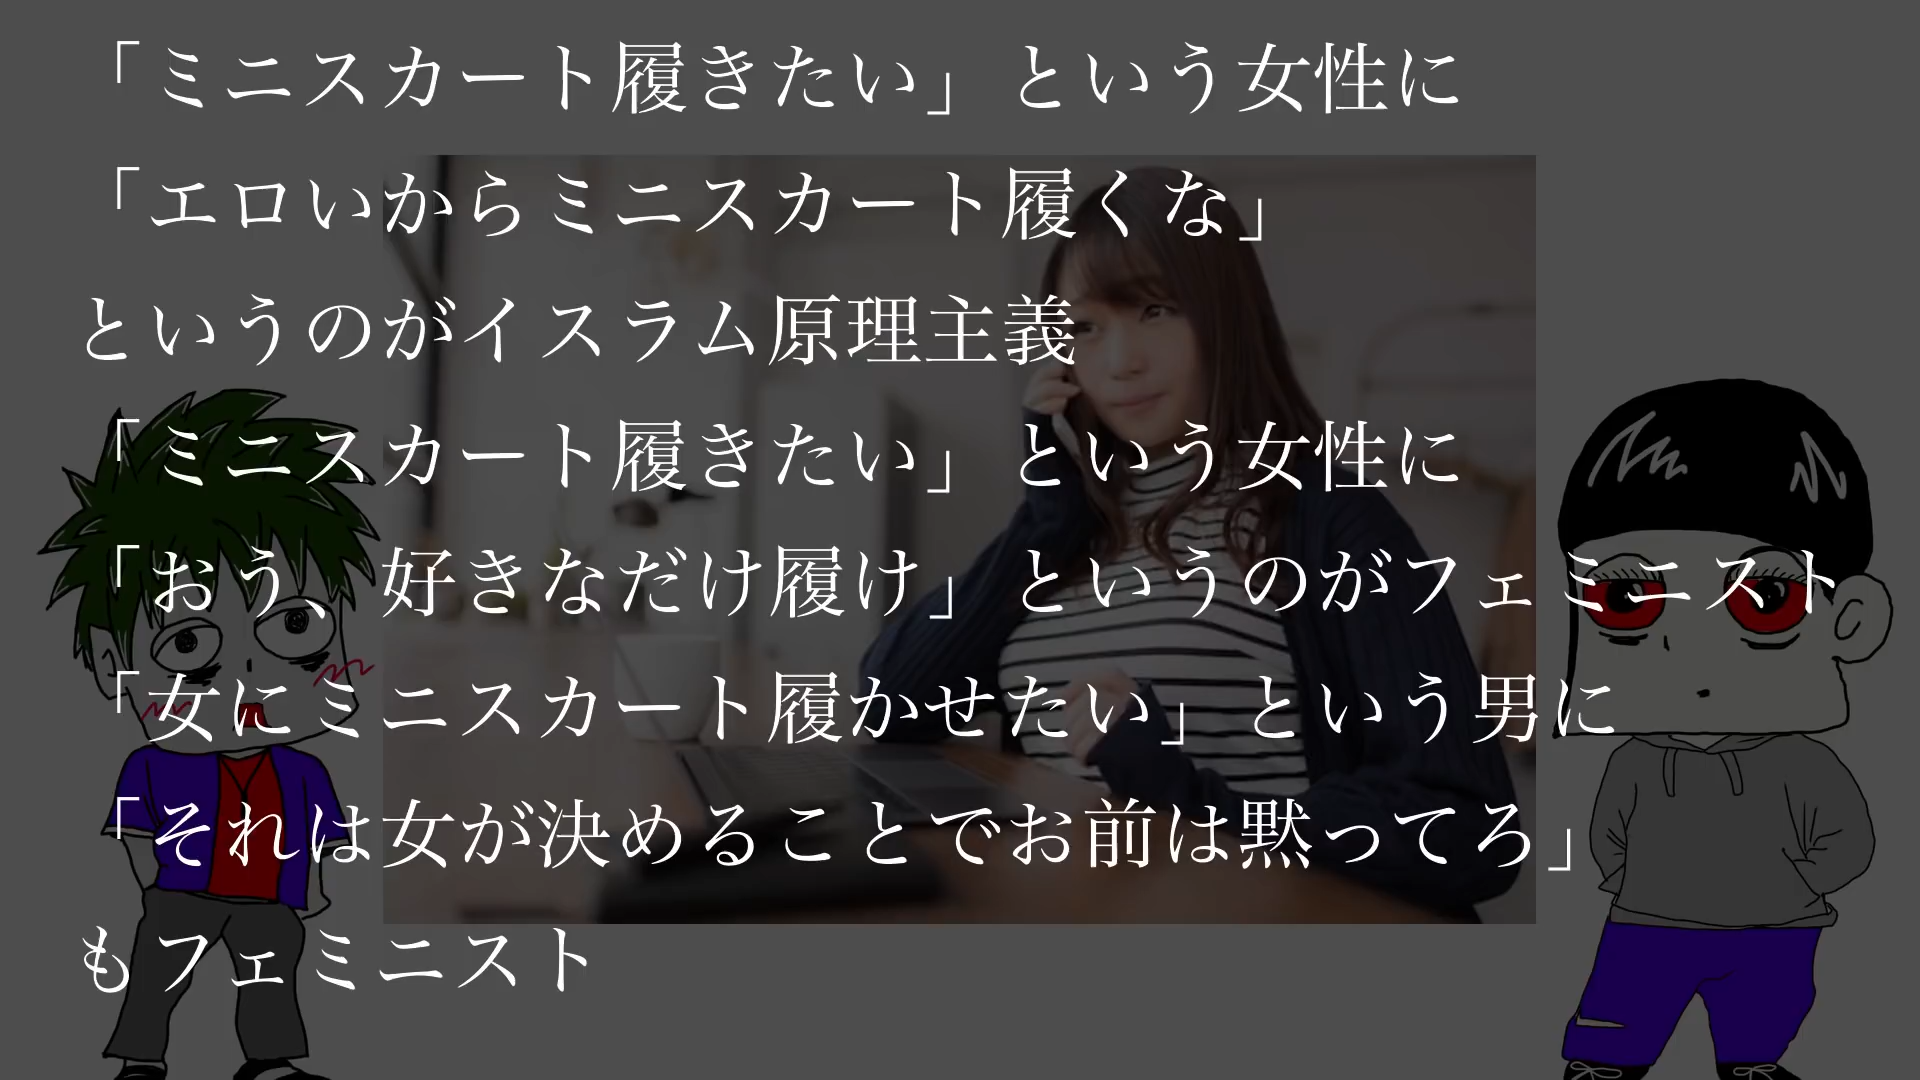 「ミニスカート履きたい」という女性に
「エロいからミニスカート履くな」
というのがイスラム原理主義
「ミニスカート履きたい」という女性に
「おう、好きなだけ履け」というのがフェミニスト
「女にミニスカート履かせたい」という男に
「それは女が決めることでお前は黙ってろ」
もフェミニスト